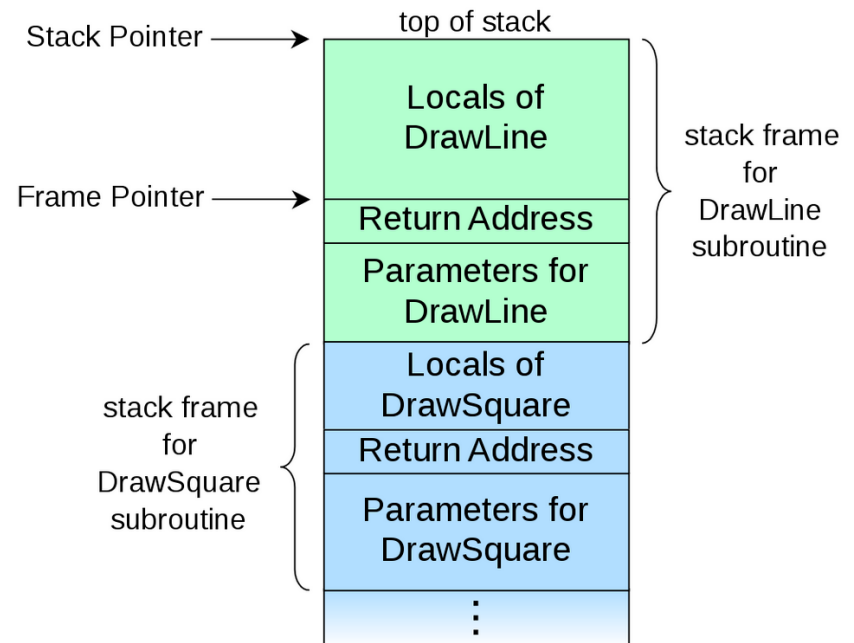 top of stack
Stack Pointer
Locals of
DrawLine
stack frame
for
DrawLine
subroutine
Frame Pointer
Return Address
Parameters for
DrawLine
Locals of
DrawSquare
stack frame
for
DrawSquare
subroutine
Return Address
Parameters for
DrawSquare
⋮